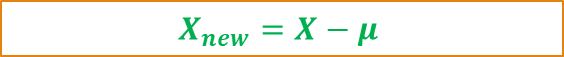 X_new = X − μ